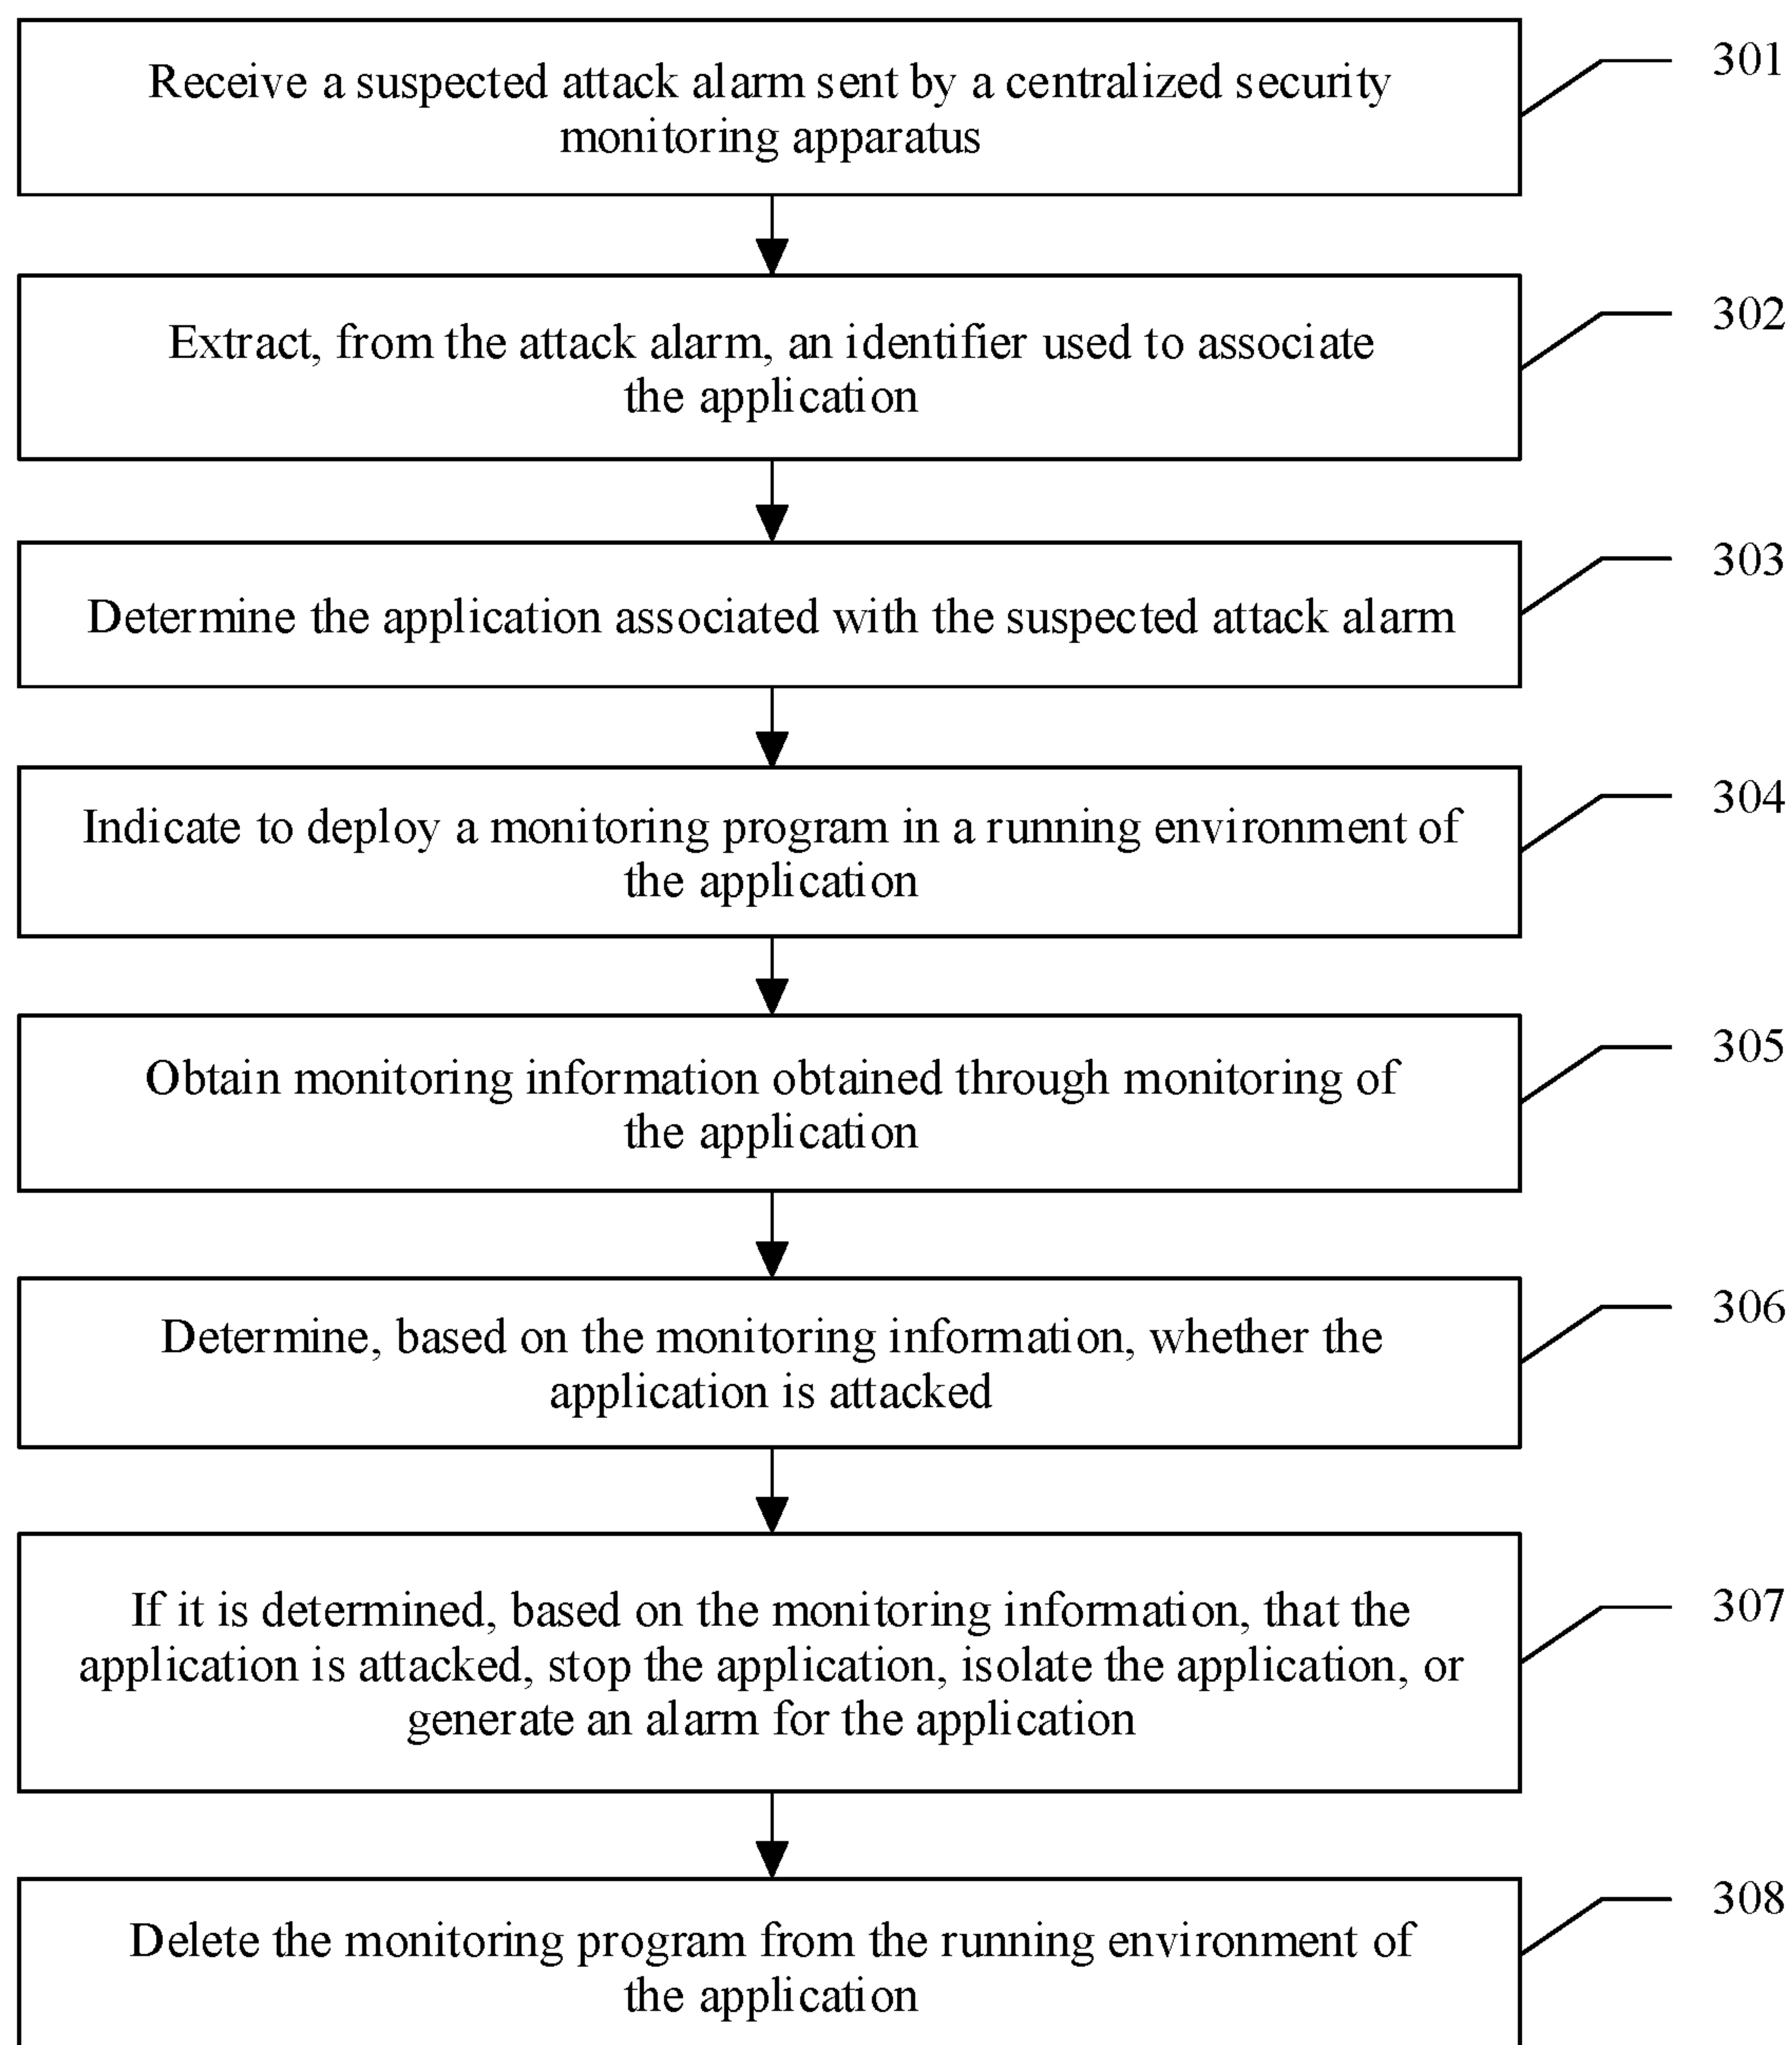 Receive a suspected attack alarm sent by a centralized security
monitoring apparatus
301
Extract, from the attack alarm, an identifier used to associate
the application
302
Determine the application associated with the suspected attack alarm
303
Indicate to deploy a monitoring program in a running environment of
the application
304
Obtain monitoring information obtained through monitoring of
the application
305
Determine, based on the monitoring information, whether the
application is attacked
306
If it is determined, based on the monitoring information, that the
application is attacked, stop the application, isolate the application, or
generate an alarm for the application
307
Delete the monitoring program from the running environment of
the application
308